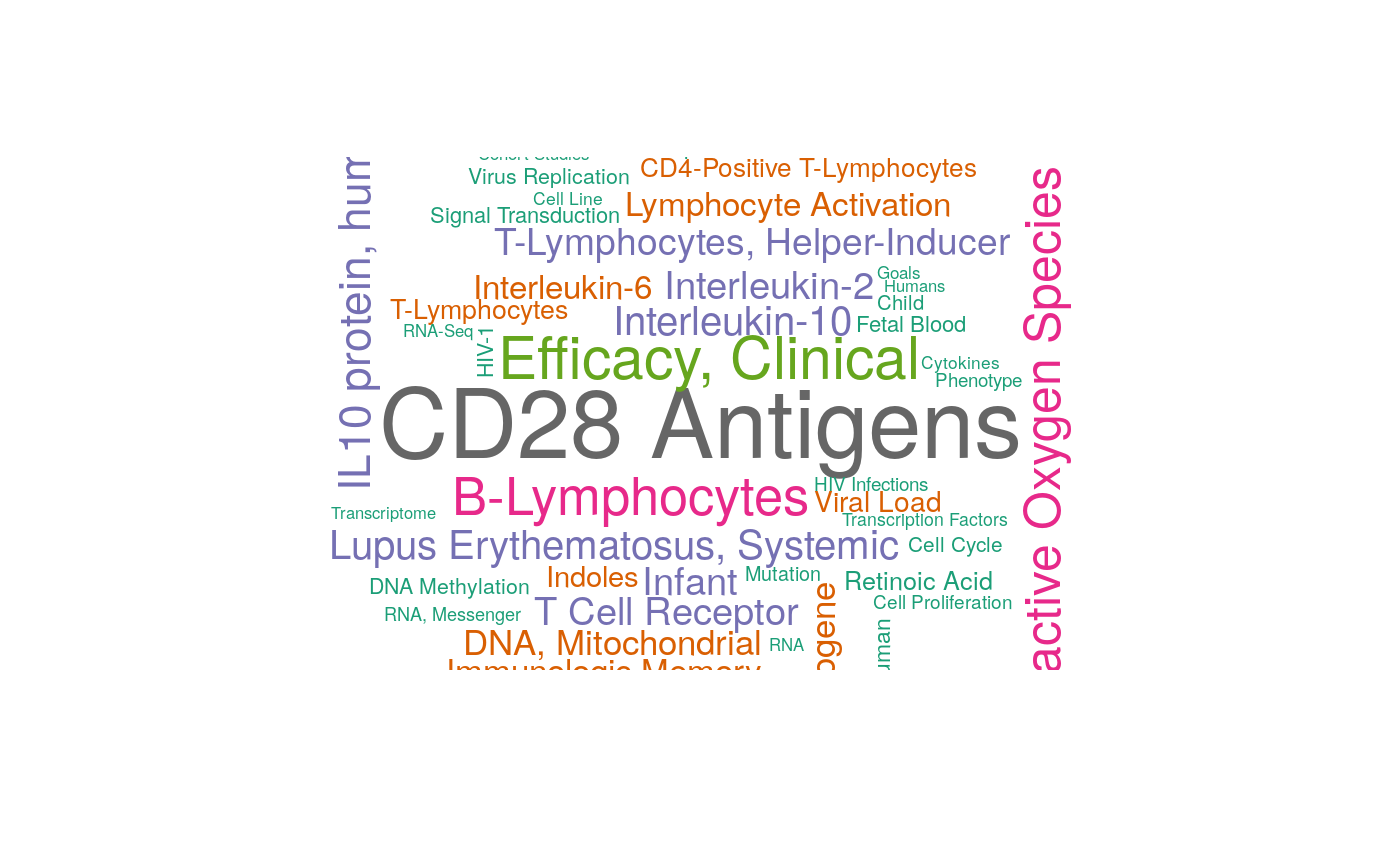 Cohort Studies
CD4-Positive T-Lymphocytes
Virus Replication
Cell Line
Lymphocyte Activation
Signal Transduction
T-Lymphocytes, Helper-Inducer
IL10 protein, hum
active Oxygen Species
Goals
Interleukin-6
Interleukin-2
Humans
Child
T-Lymphocytes
Interleukin-10
Fetal Blood
RNA-Seq
HIV-1
Efficacy, Clinical
Cytokines
Phenotype
CD28 Antigens
B-Lymphocytes
HIV Infections
Viral Load
Transcriptome
Transcription Factors
Lupus Erythematosus, Systemic
Cell Cycle
DNA Methylation
Indoles
Infant
Mutation
Retinoic Acid
Cell Proliferation
RNA, Messenger
T Cell Receptor
ogene
uman
DNA, Mitochondrial
RNA
Immunologic Memory